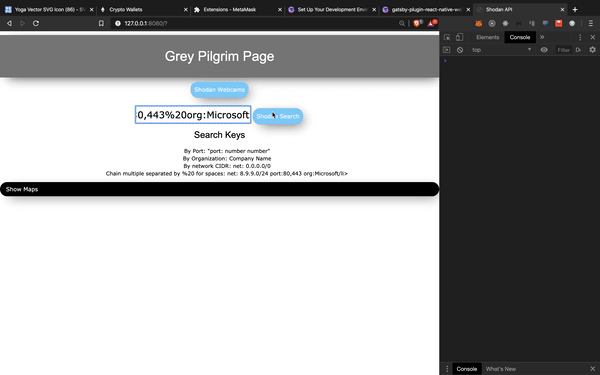 Yoga Vector SVG Icon (86) - SV
Crypto Wallets
Extensions - MetaMask
Set Up Your Development Envi
gatsby-plugin-react-native-we
Shodan API
127.0.0.1:8080/?
Grey Pilgrim Page
Elements
Console
top
Filter
Shodan Webcams
0,443%20org:Microsoft
Shodan Search
Search Keys
By Port: "port: number number"
By Organization: Company Name
By network CIDR: net: 0.0.0.0/0
Chain multiple separated by %20 for spaces: net: 8.9.9.0/24 port:80,443 org:Microsoft/li>
Show Maps
Console
What's New